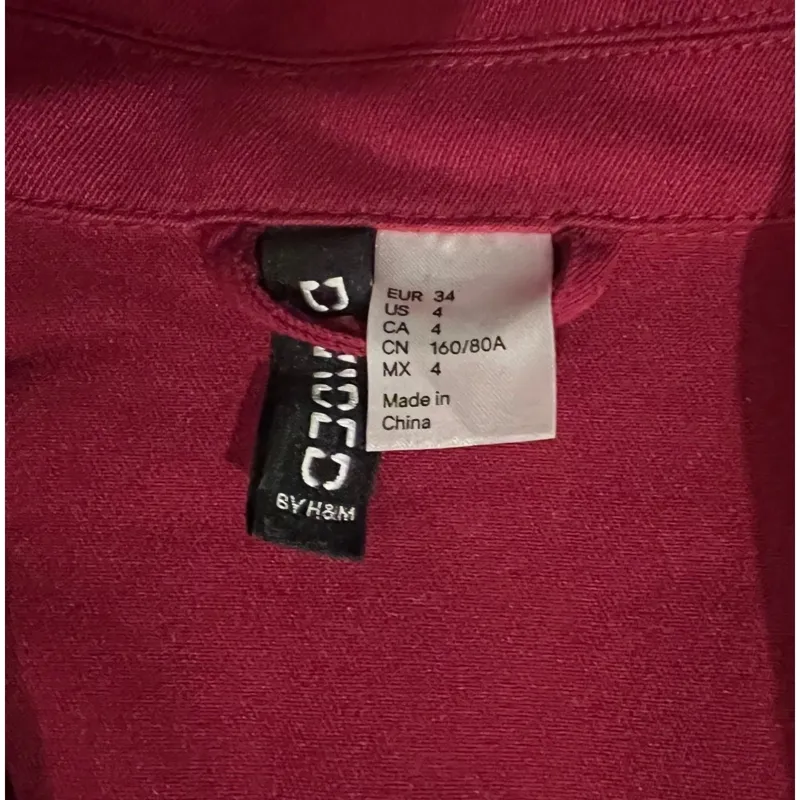 EUR 34
US 4
CA 4
CN 160/80A
MX 4
Made in
China
BY H&M